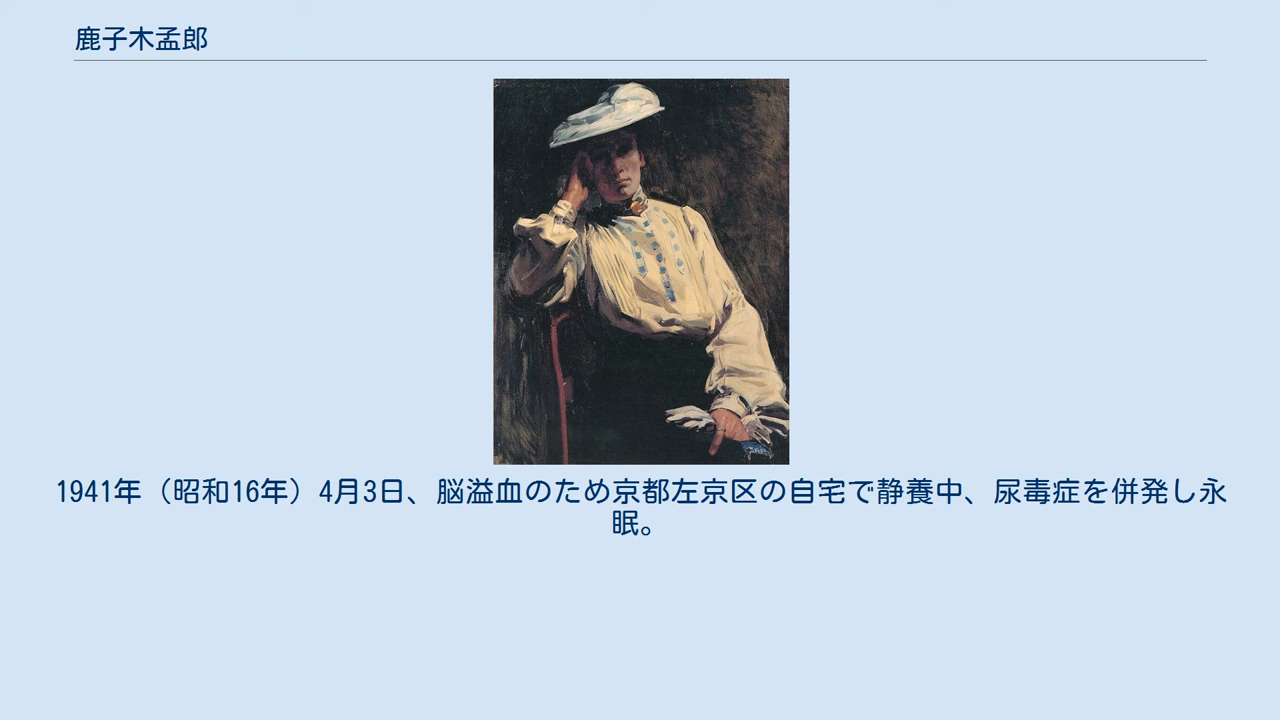 鹿子木孟郎
1941年（昭和16年）4月3日、脳溢血のため京都左京区の自宅で静養中、尿毒症を併発し永
眠。